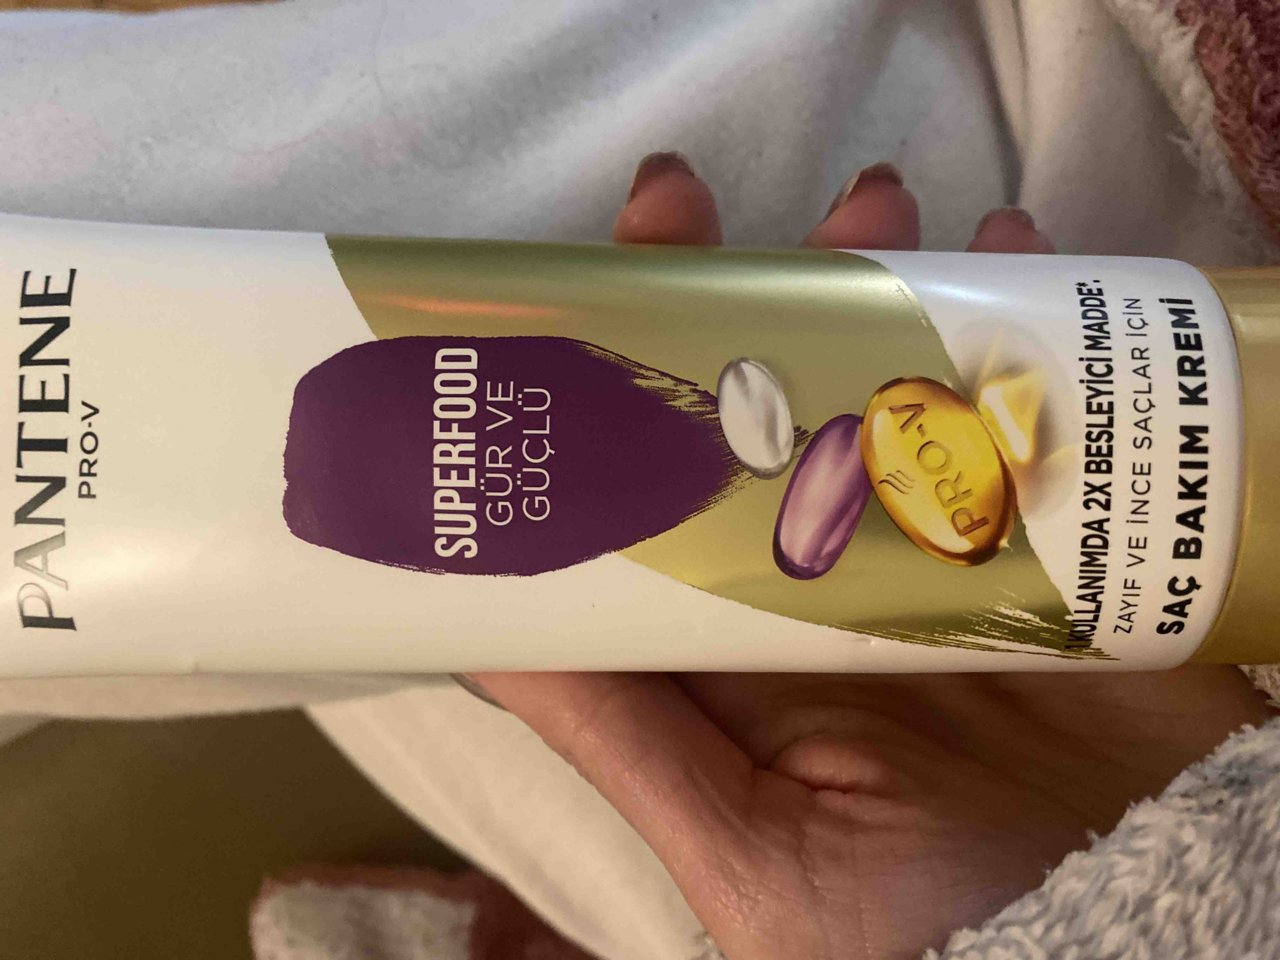 PANTENE
PRO-V
SUPERFOOD
GÜR VE
GÜÇLÜ
PRO-V
1 KULLANIMDA 2X BESLEYİCİ MADDE*.
ZAYIF VE İNCE SAÇLAR İÇİN
SAÇ BAKIM KREMİ